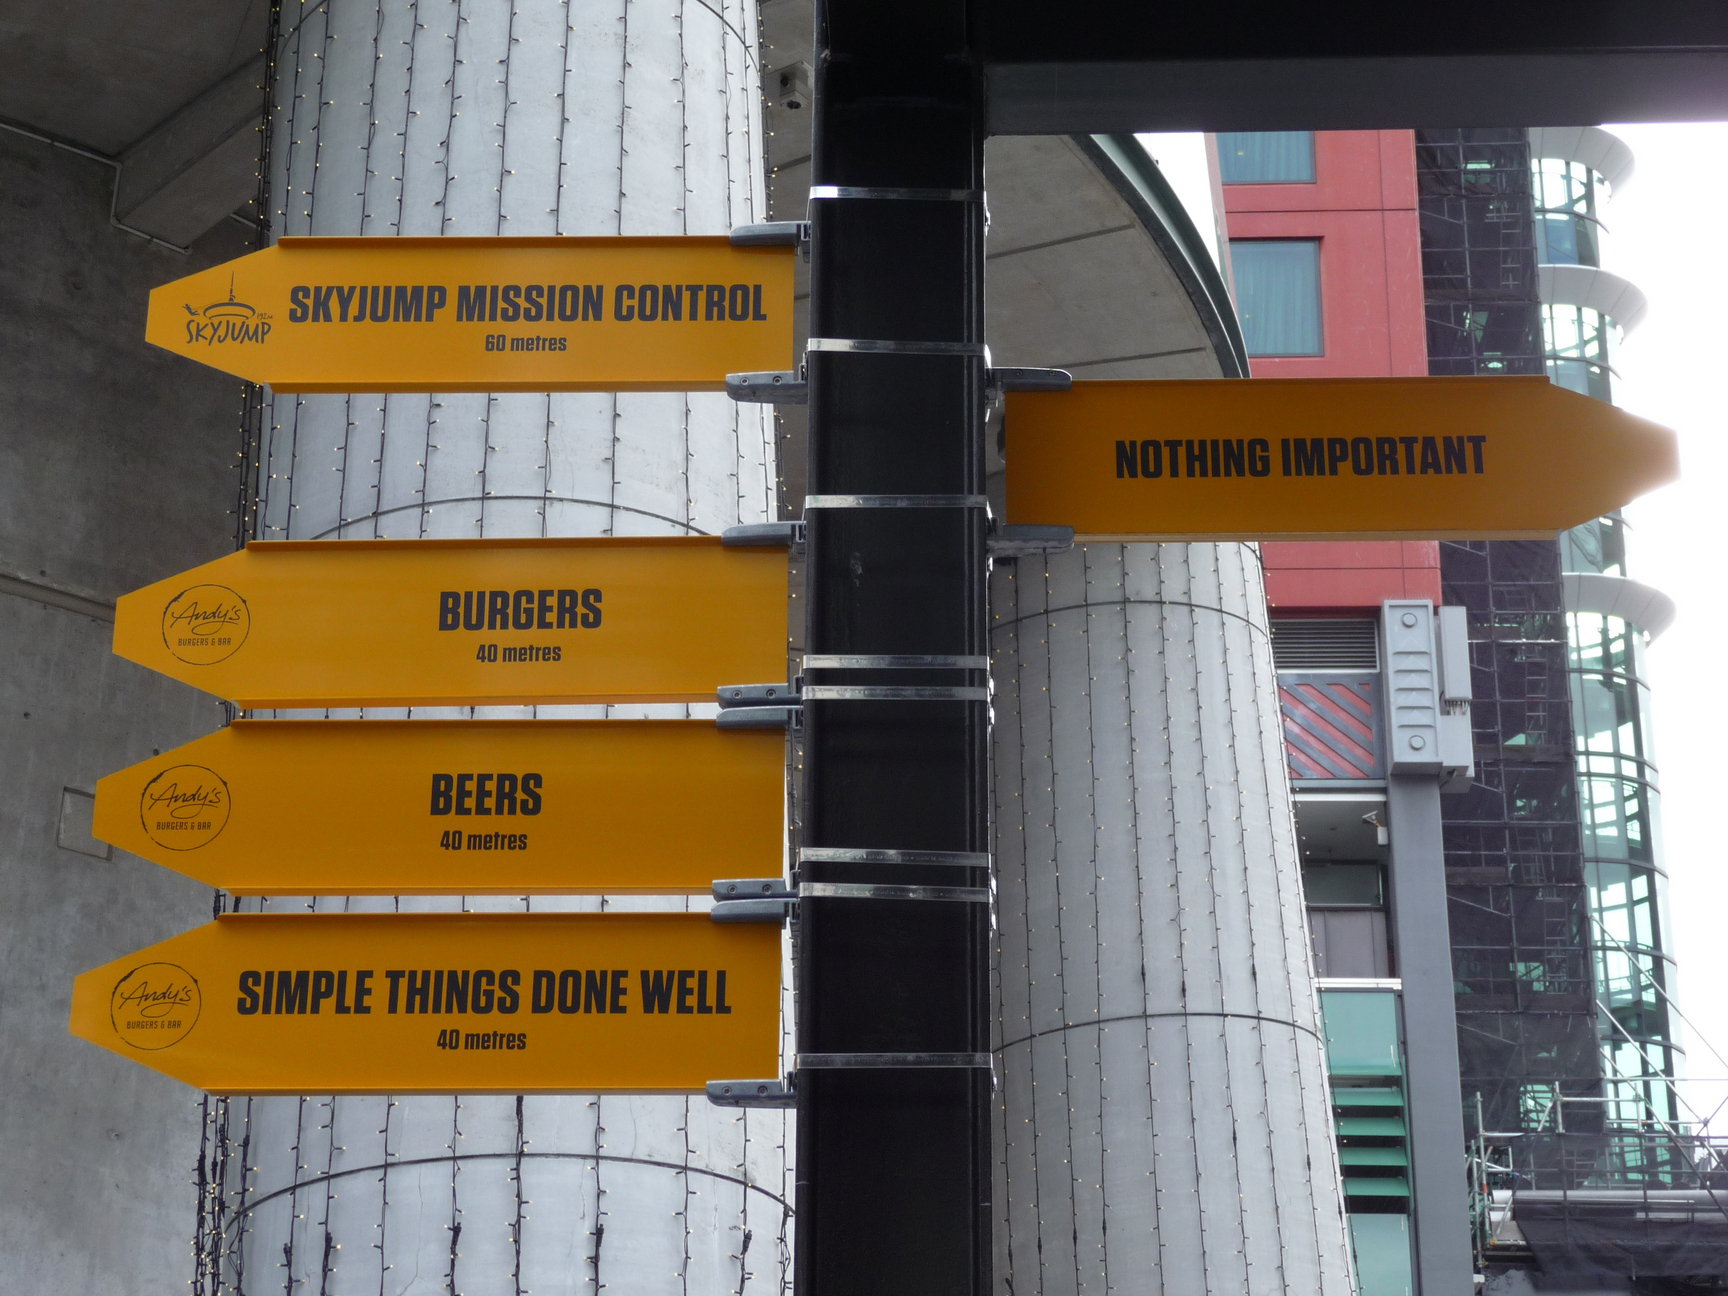 192m
SKYJUMP
SKYJUMP MISSION CONTROL
60 metres
NOTHING IMPORTANT
Andy's
BURGERS & BAR
BURGERS
40 metres
Andy's
BURGERS & BAR
BEERS
40 metres
Andy's
BURGERS & BAR
SIMPLE THINGS DONE WELL
40 metres